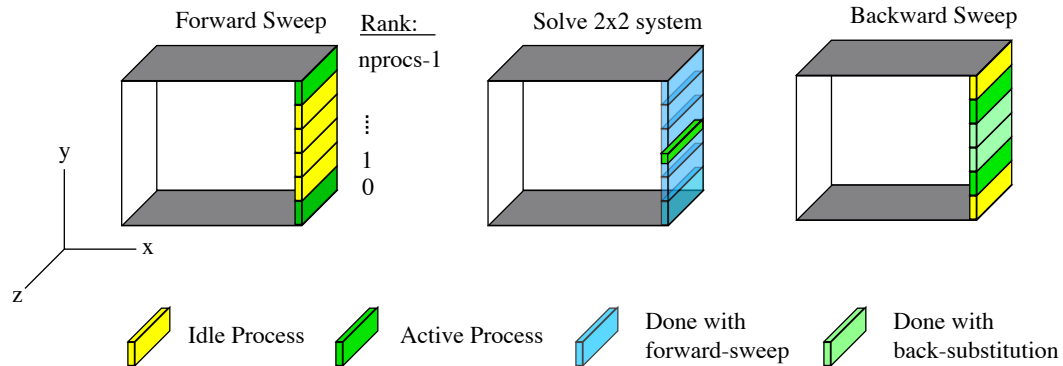 Forward Sweep
Rank:
nprocs-1
⋮
1
0
Solve 2x2 system
Backward Sweep
y
x
z
Idle Process
Active Process
Done with
forward-sweep
Done with
back-substitution